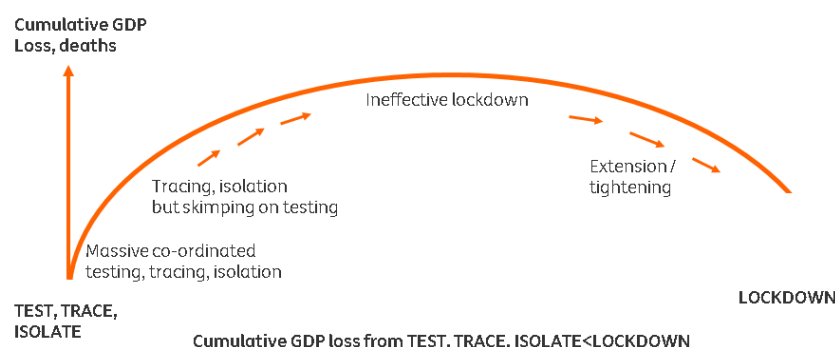 Cumulative GDP
Loss, deaths
Ineffective lockdown
Tracing, isolation
but skimping on testing
Extension /
tightening
Massive co-ordinated
testing, tracing, isolation
TEST, TRACE,
ISOLATE
LOCKDOWN
Cumulative GDP loss from TEST, TRACE, ISOLATE<LOCKDOWN